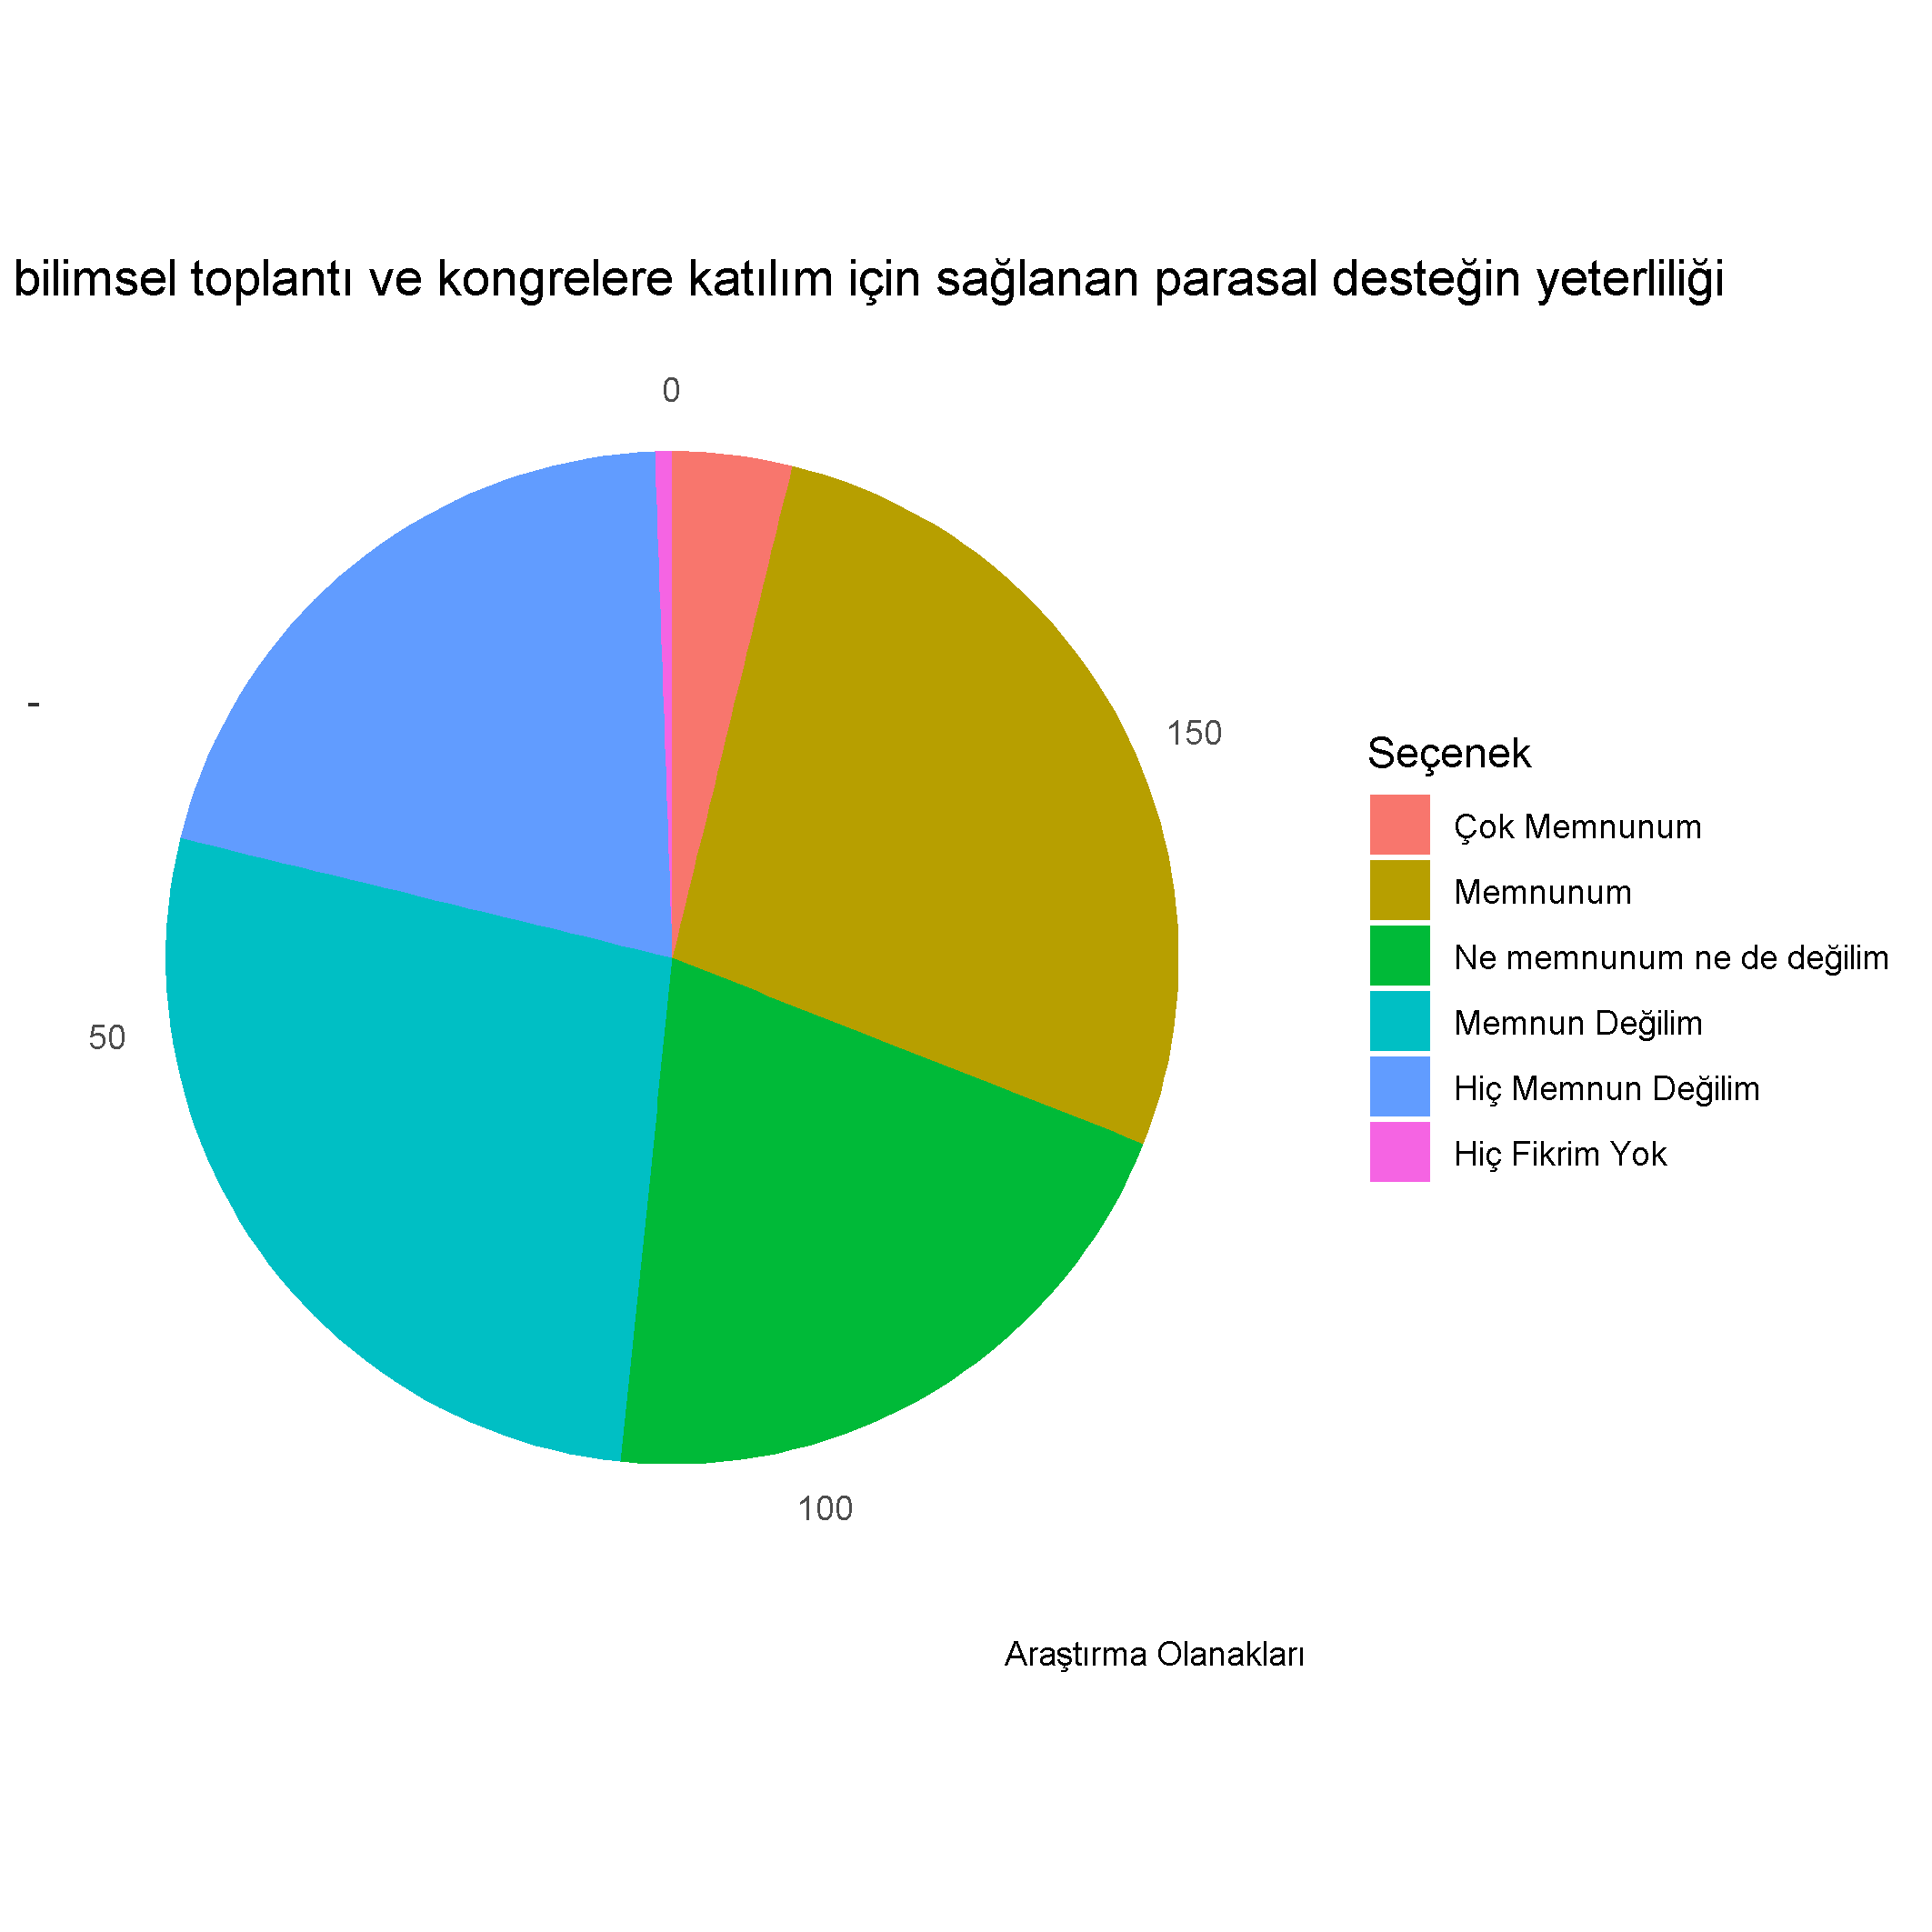 bilimsel toplantı ve kongrelere katılım için sağlanan parasal desteğin yeterliliği
0
150
-
50
100
Seçenek
Çok Memnunum
Memnunum
Ne memnunum ne de değilim
Memnun Değilim
Hiç Memnun Değilim
Hiç Fikrim Yok
Araştırma Olanakları